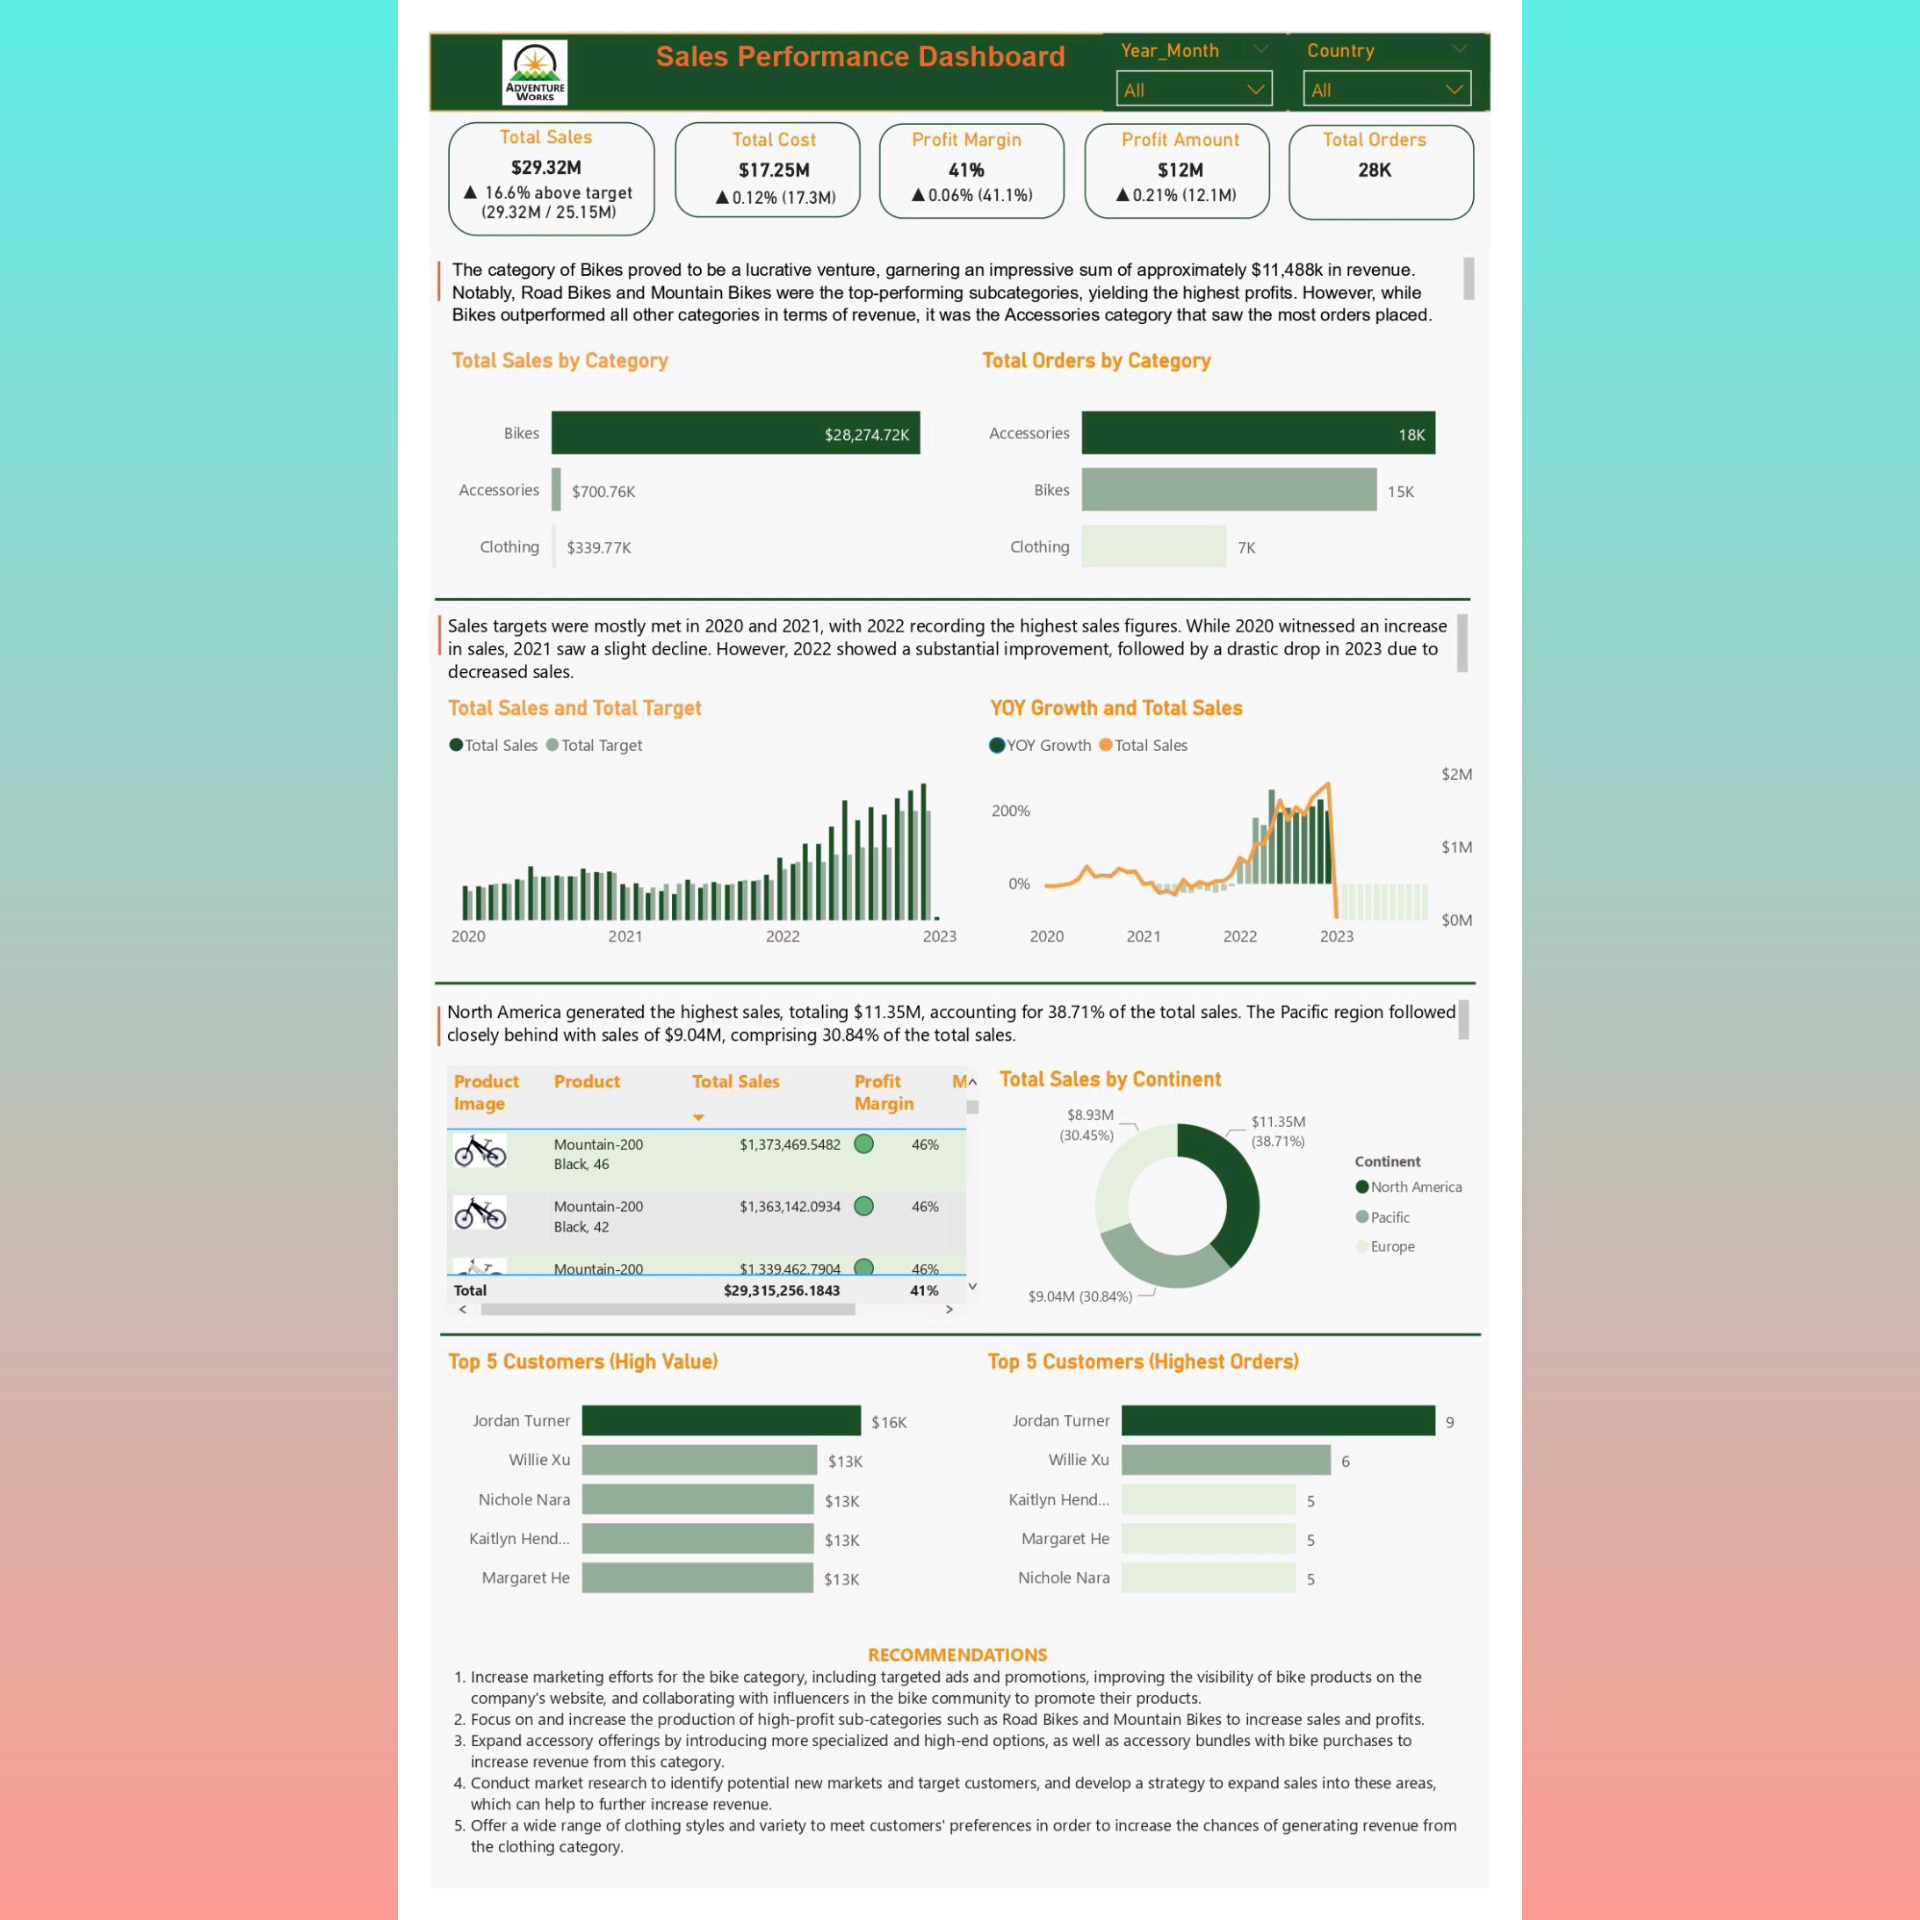 ADVENTURE
WORKS
Sales Performance Dashboard
Year_Month
All
Country
All
Total Sales
$29.32M
▲ 16.6% above target
(29.32M / 25.15M)
Total Cost
$17.25M
▲0.12% (17.3M)
Profit Margin
41%
▲0.06% (41.1%)
Profit Amount
$12M
▲0.21% (12.1M)
Total Orders
28K
The category of Bikes proved to be a lucrative venture, garnering an impressive sum of approximately $11,488k in revenue.
Notably, Road Bikes and Mountain Bikes were the top-performing subcategories, yielding the highest profits. However, while
Bikes outperformed all other categories in terms of revenue, it was the Accessories category that saw the most orders placed.
Total Sales by Category
Bikes $28,274.72K
Accessories $700.76K
Clothing $339.77K
Total Orders by Category
Accessories 18K
Bikes 15K
Clothing 7K
Sales targets were mostly met in 2020 and 2021, with 2022 recording the highest sales figures. While 2020 witnessed an increase
in sales, 2021 saw a slight decline. However, 2022 showed a substantial improvement, followed by a drastic drop in 2023 due to
decreased sales.
Total Sales and Total Target
Total Sales Total Target
2020 2021 2022 2023
YOY Growth and Total Sales
YOY Growth Total Sales
200%
0%
$2M
$1M
$0M
2020 2021 2022 2023
North America generated the highest sales, totaling $11.35M, accounting for 38.71% of the total sales. The Pacific region followed
closely behind with sales of $9.04M, comprising 30.84% of the total sales.
Product Image Product Total Sales Profit Margin M
Mountain-200 Black, 46 $1,373,469.5482 46%
Mountain-200 Black, 42 $1,363,142.0934 46%
Mountain-200 $1,339,462.7904 46%
Total $29,315,256.1843 41%
Total Sales by Continent
$8.93M
(30.45%)
$11.35M
(38.71%)
$9.04M (30.84%)
Continent
North America
Pacific
Europe
Top 5 Customers (High Value)
Jordan Turner $16K
Willie Xu $13K
Nichole Nara $13K
Kaitlyn Hend... $13K
Margaret He $13K
Top 5 Customers (Highest Orders)
Jordan Turner 9
Willie Xu 6
Kaitlyn Hend... 5
Margaret He 5
Nichole Nara 5
RECOMMENDATIONS
1. Increase marketing efforts for the bike category, including targeted ads and promotions, improving the visibility of bike products on the
company's website, and collaborating with influencers in the bike community to promote their products.
2. Focus on and increase the production of high-profit sub-categories such as Road Bikes and Mountain Bikes to increase sales and profits.
3. Expand accessory offerings by introducing more specialized and high-end options, as well as accessory bundles with bike purchases to
increase revenue from this category.
4. Conduct market research to identify potential new markets and target customers, and develop a strategy to expand sales into these areas,
which can help to further increase revenue.
5. Offer a wide range of clothing styles and variety to meet customers' preferences in order to increase the chances of generating revenue from
the clothing category.